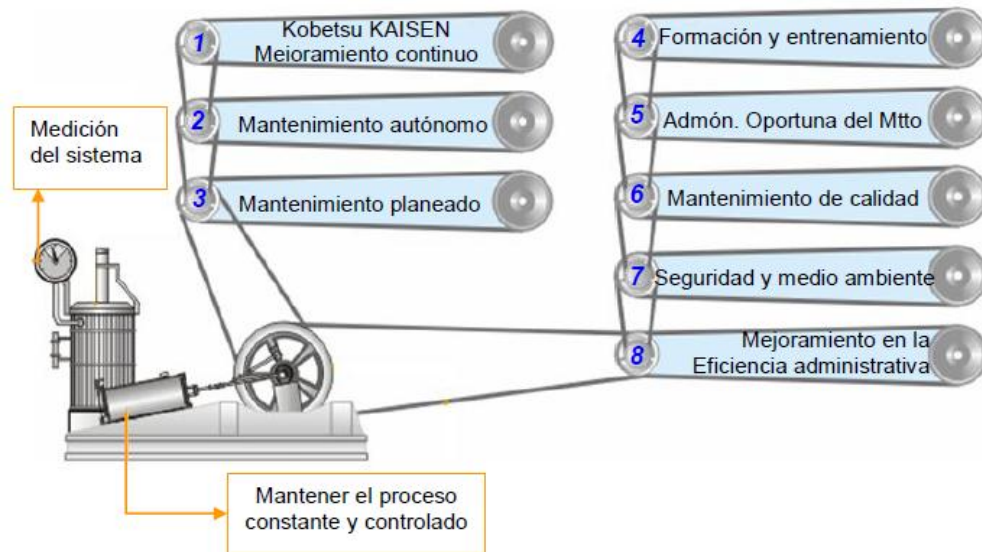 1
Kobetsu KAISEN
Mejoramiento continuo
2
Mantenimiento autónomo
3
Mantenimiento planeado
4
Formación y entrenamiento
5
Admón. Oportuna del Mtto
6
Mantenimiento de calidad
7
Seguridad y medio ambiente
8
Mejoramiento en la
Eficiencia administrativa
Medición
del sistema
Mantener el proceso
constante y controlado